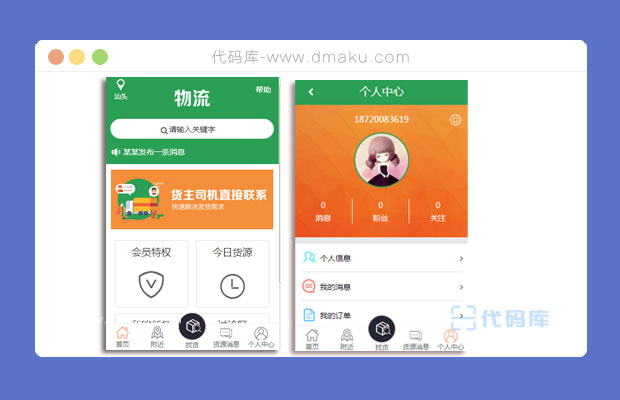 代码库-www.dmaku.com
汕头
物流
帮助
请输入关键字
某某发布一条消息
货主司机直接联系
快速解决发货需求
会员特权
今日货源
首页
附近
找货
货源消息
个人中心
个人中心
18720083619
0
0
0
消息
粉丝
关注
个人信息
我的消息
我的订单
代码库
首页
附近
找货
货源消息
个人中心